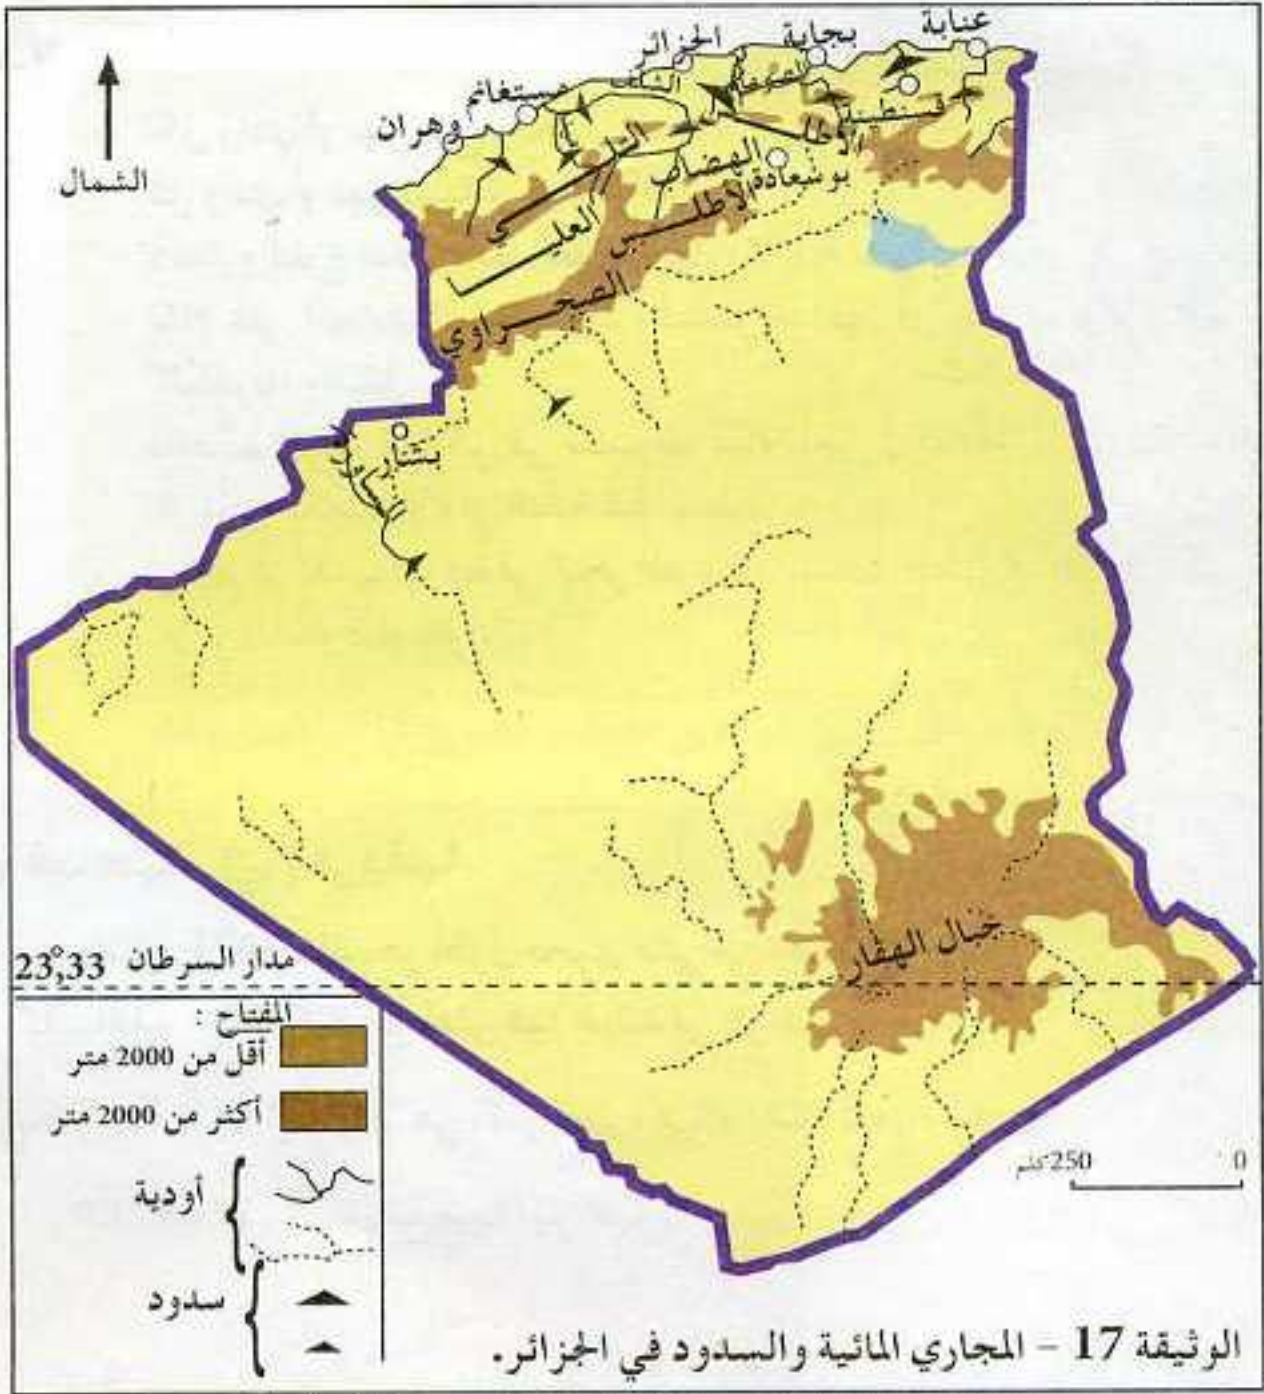 عنابة
بجاية
الجزائر
مستغانم
وهران
الشمال
قسنطينة
التلي
الهضاب
العليا
بوسعادة
الأطلس
الصحراوي
بشار
الساورة
جبال الهقار
مدار السرطان 23,33°
المفتاح :
أقل من 2000 متر
أكثر من 2000 متر
أودية
سدود
0 250 كلم
الوثيقة 17 - المجاري المائية والسدود في الجزائر.